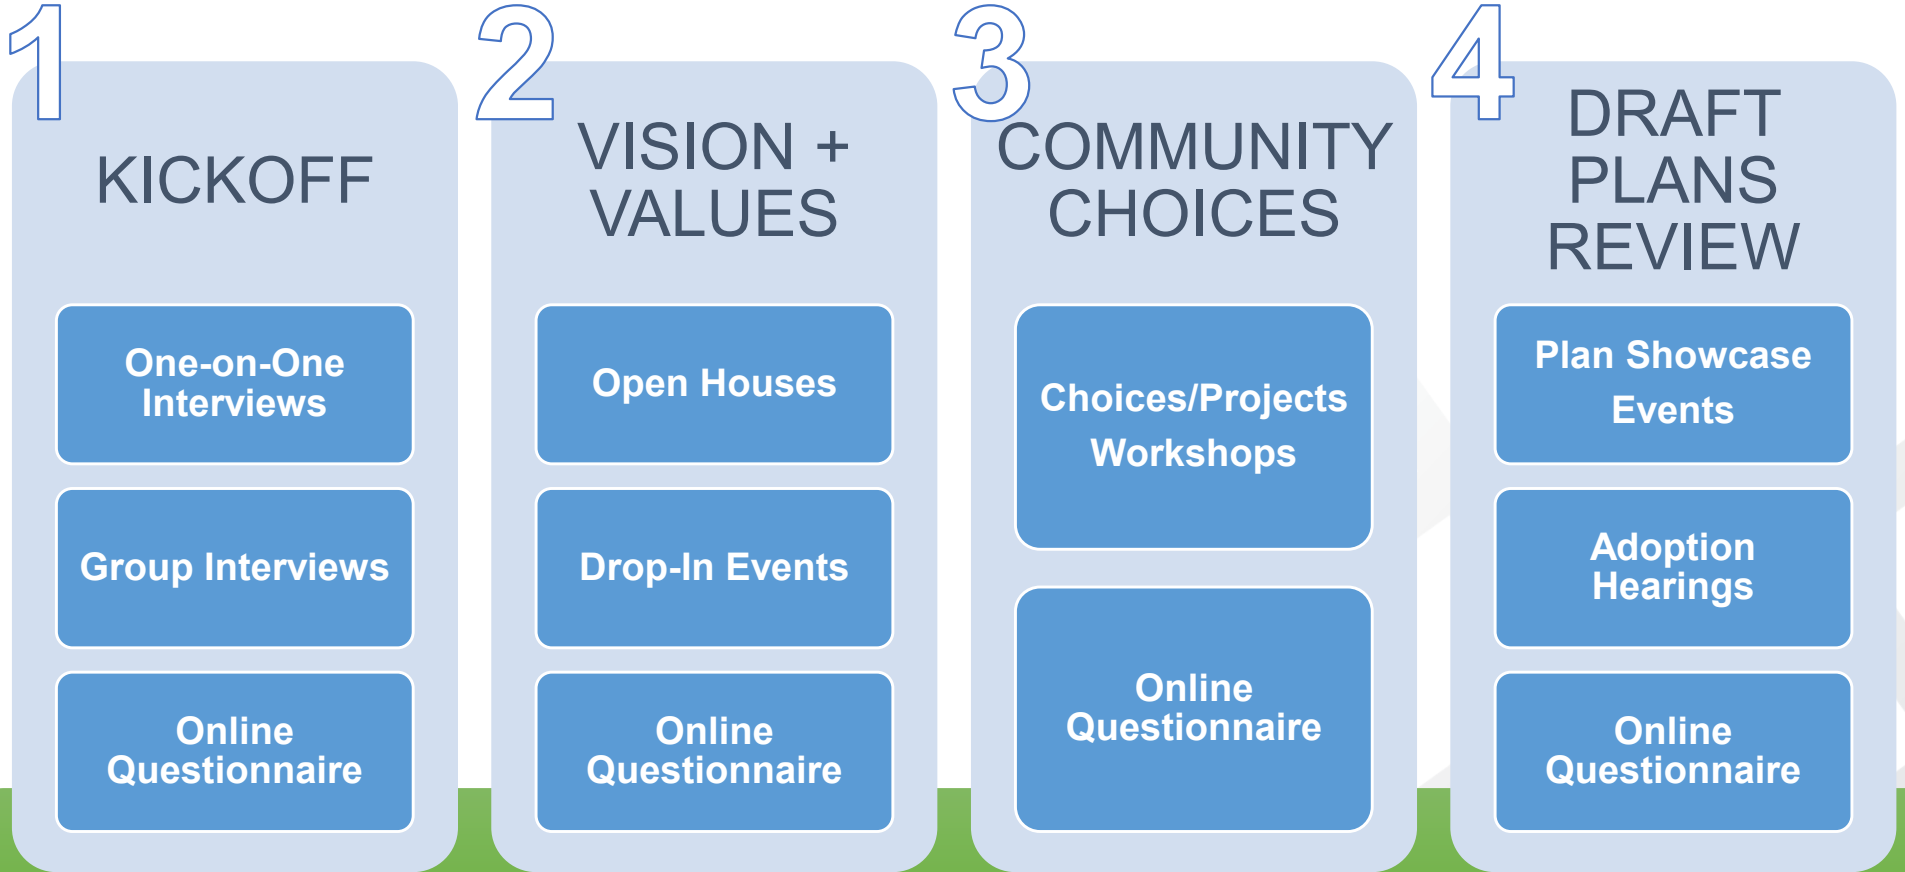 1
KICKOFF
One-on-One
Interviews
Group Interviews
Online
Questionnaire
2
VISION +
VALUES
Open Houses
Drop-In Events
Online
Questionnaire
3
COMMUNITY
CHOICES
Choices/Projects
Workshops
Online
Questionnaire
4
DRAFT
PLANS
REVIEW
Plan Showcase
Events
Adoption
Hearings
Online
Questionnaire